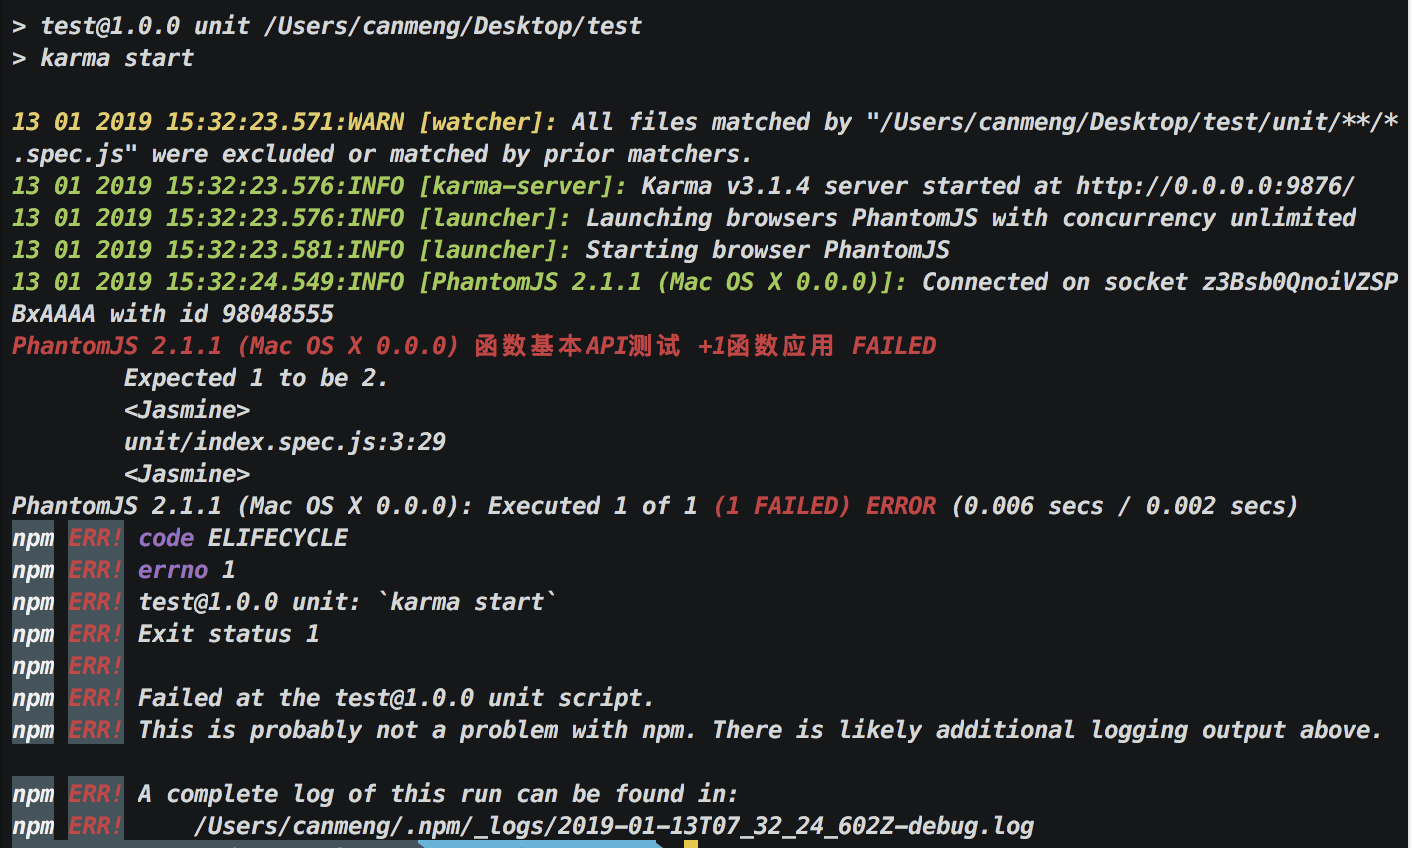 > test@1.0.0 unit /Users/canmeng/Desktop/test
> karma start
13 01 2019 15:32:23.571:WARN [watcher]: All files matched by "/Users/canmeng/Desktop/test/unit/**/*
.spec.js" were excluded or matched by prior matchers.
13 01 2019 15:32:23.576:INFO [karma-server]: Karma v3.1.4 server started at http://0.0.0.0:9876/
13 01 2019 15:32:23.576:INFO [launcher]: Launching browsers PhantomJS with concurrency unlimited
13 01 2019 15:32:23.581:INFO [launcher]: Starting browser PhantomJS
13 01 2019 15:32:24.549:INFO [PhantomJS 2.1.1 (Mac OS X 0.0.0)]: Connected on socket z3Bsb0QnoiVZSP
BxAAAA with id 98048555
PhantomJS 2.1.1 (Mac OS X 0.0.0) 函数基本API测试 +1函数应用 FAILED
Expected 1 to be 2.
<Jasmine>
unit/index.spec.js:3:29
<Jasmine>
PhantomJS 2.1.1 (Mac OS X 0.0.0): Executed 1 of 1 (1 FAILED) ERROR (0.006 secs / 0.002 secs)
npm ERR! code ELIFECYCLE
npm ERR! errno 1
npm ERR! test@1.0.0 unit: `karma start`
npm ERR! Exit status 1
npm ERR!
npm ERR! Failed at the test@1.0.0 unit script.
npm ERR! This is probably not a problem with npm. There is likely additional logging output above.
npm ERR! A complete log of this run can be found in:
npm ERR! /Users/canmeng/.npm/_logs/2019-01-13T07_32_24_602Z-debug.log